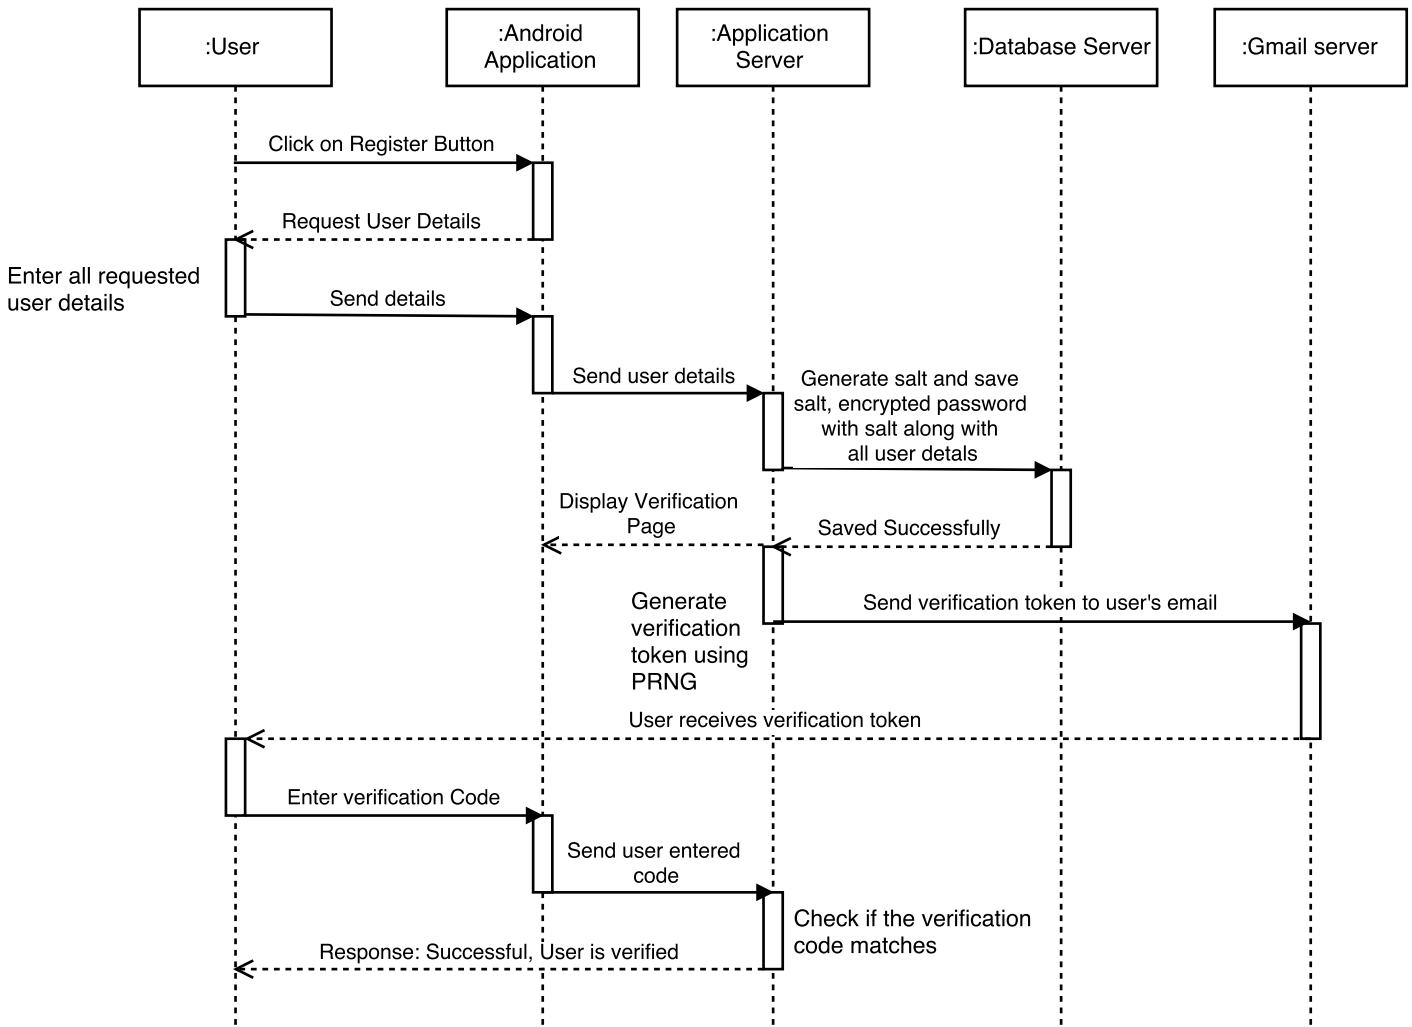 :User
:Android
Application
:Application
Server
:Database Server
:Gmail server
Click on Register Button
Request User Details
Enter all requested
user details
Send details
Send user details
Generate salt and save
salt, encrypted password
with salt along with
all user detals
Display Verification
Page
Saved Successfully
Generate
verification
token using
PRNG
Send verification token to user's email
User receives verification token
Enter verification Code
Send user entered
code
Check if the verification
code matches
Response: Successful, User is verified